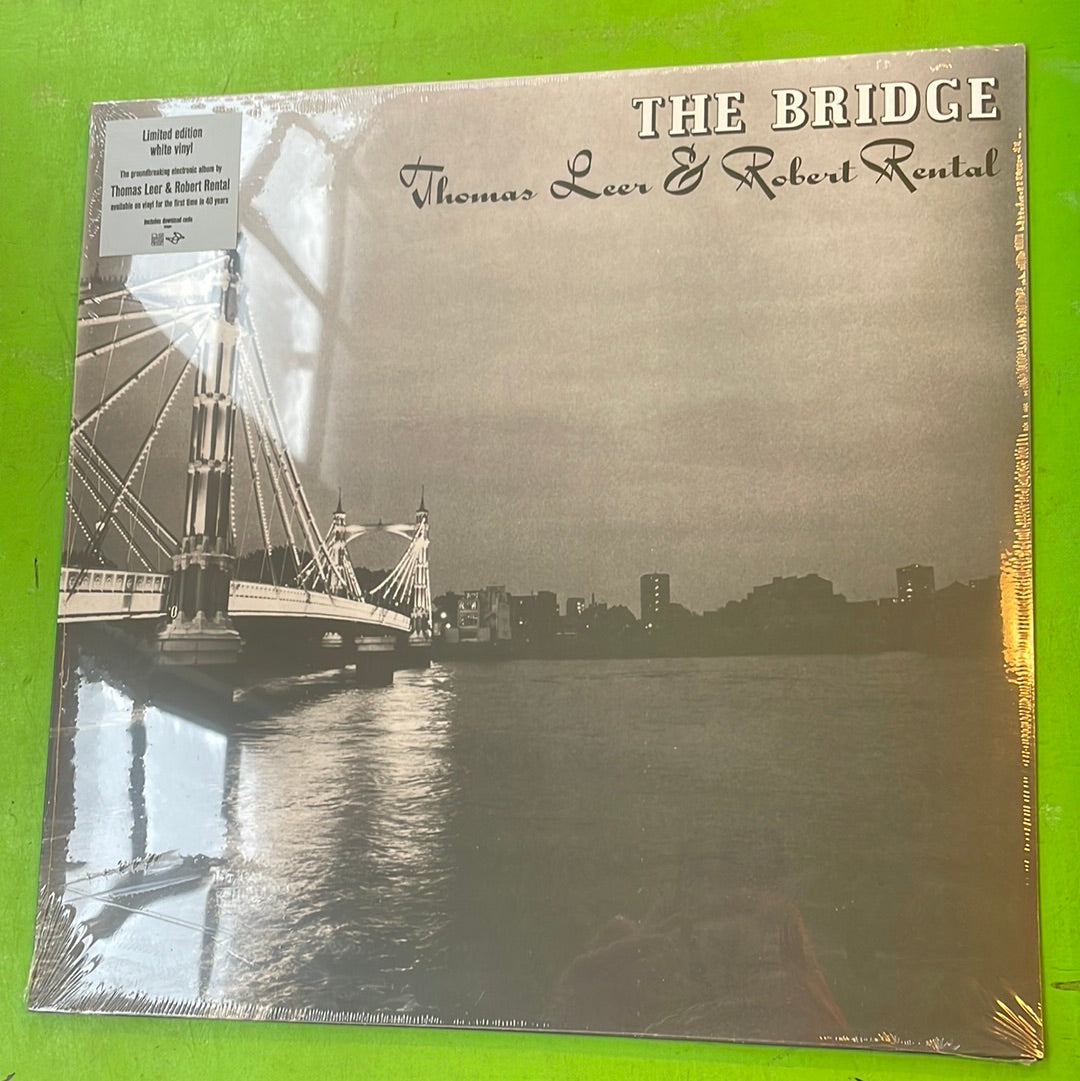 THE BRIDGE
Thomas Leer & Robert Rental
Limited edition
white vinyl
The groundbreaking electronic album by
Thomas Leer & Robert Rental
available on vinyl for the first time in 40 years
Includes download code